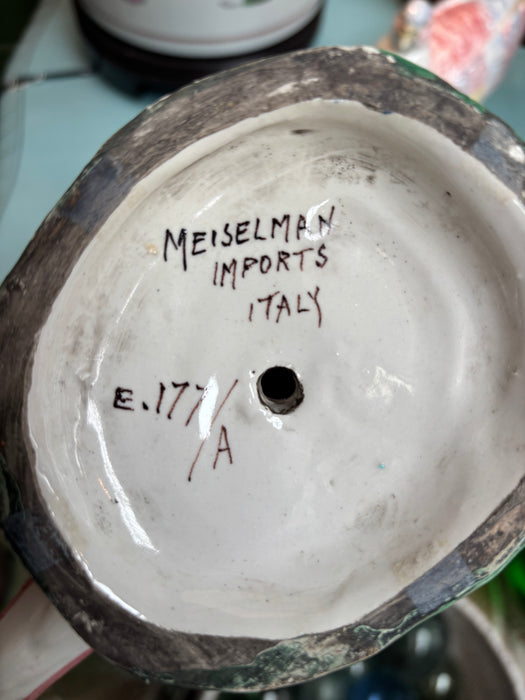 MEISELMAN
IMPORTS
ITALY
E.177/
A